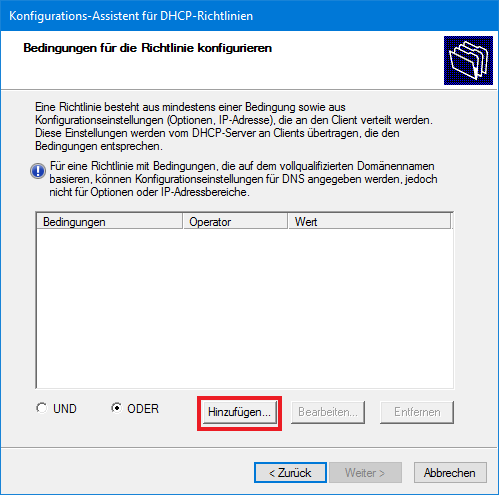 Konfigurations-Assistent für DHCP-Richtlinien
Bedingungen für die Richtlinie konfigurieren
Eine Richtlinie besteht aus mindestens einer Bedingung sowie aus
Konfigurationseinstellungen (Optionen, IP-Adresse), die an den Client verteilt werden.
Diese Einstellungen werden vom DHCP-Server an Clients übertragen, die den
Bedingungen entsprechen.
Für eine Richtlinie mit Bedingungen, die auf dem vollqualifizierten Domänennamen
basieren, können Konfigurationseinstellungen für DNS angegeben werden, jedoch
nicht für Optionen oder IP-Adressbereiche.
Bedingungen Operator Wert
UND ODER Hinzufügen... Bearbeiten... Entfernen
< Zurück Weiter > Abbrechen